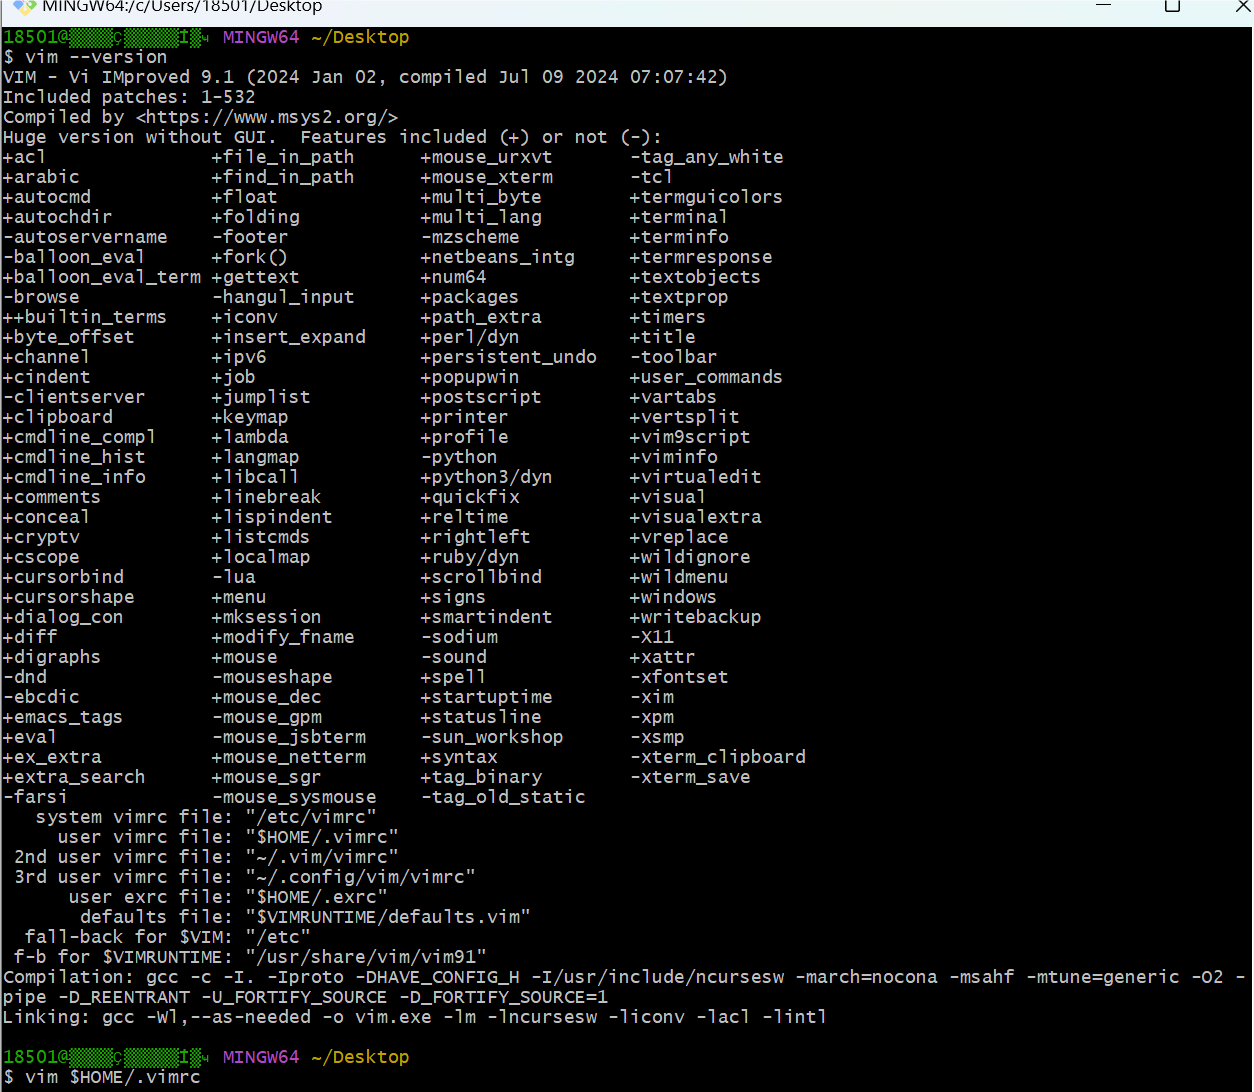 MINGW64:/c/Users/18501/Desktop
18501@ MINGW64 ~/Desktop
$ vim --version
VIM - Vi IMproved 9.1 (2024 Jan 02, compiled Jul 09 2024 07:07:42)
Included patches: 1-532
Compiled by <https://www.msys2.org/>
Huge version without GUI.  Features included (+) or not (-):
+acl +file_in_path +mouse_urxvt -tag_any_white
+arabic +find_in_path +mouse_xterm -tcl
+autocmd +float +multi_byte +termguicolors
+autochdir +folding +multi_lang +terminal
-autoservername -footer -mzscheme +terminfo
-balloon_eval +fork() +netbeans_intg +termresponse
+balloon_eval_term +gettext +num64 +textobjects
-browse -hangul_input +packages +textprop
++builtin_terms +iconv +path_extra +timers
+byte_offset +insert_expand +perl/dyn +title
+channel +ipv6 +persistent_undo -toolbar
+cindent +job +popupwin +user_commands
-clientserver +jumplist +postscript +vartabs
+clipboard +keymap +printer +vertsplit
+cmdline_compl +lambda +profile +vim9script
+cmdline_hist +langmap -python +viminfo
+cmdline_info +libcall +python3/dyn +virtualedit
+comments +linebreak +quickfix +visual
+conceal +lispindent +reltime +visualextra
+cryptv +listcmds +rightleft +vreplace
+cscope +localmap +ruby/dyn +wildignore
+cursorbind -lua +scrollbind +wildmenu
+cursorshape +menu +signs +windows
+dialog_con +mksession +smartindent +writebackup
+diff +modify_fname -sodium -X11
+digraphs +mouse -sound +xattr
-dnd -mouseshape +spell -xfontset
-ebcdic +mouse_dec +startuptime -xim
+emacs_tags -mouse_gpm +statusline -xpm
+eval -mouse_jsbterm -sun_workshop -xsmp
+ex_extra +mouse_netterm +syntax -xterm_clipboard
+extra_search +mouse_sgr +tag_binary -xterm_save
-farsi -mouse_sysmouse -tag_old_static
system vimrc file: "/etc/vimrc"
user vimrc file: "$HOME/.vimrc"
2nd user vimrc file: "~/.vim/vimrc"
3rd user vimrc file: "~/.config/vim/vimrc"
user exrc file: "$HOME/.exrc"
defaults file: "$VIMRUNTIME/defaults.vim"
fall-back for $VIM: "/etc"
f-b for $VIMRUNTIME: "/usr/share/vim/vim91"
Compilation: gcc -c -I. -Iproto -DHAVE_CONFIG_H -I/usr/include/ncursesw -march=nocona -msahf -mtune=generic -O2 -
pipe -D_REENTRANT -U_FORTIFY_SOURCE -D_FORTIFY_SOURCE=1
Linking: gcc -Wl,--as-needed -o vim.exe -lm -lncursesw -liconv -lacl -lintl
18501@ MINGW64 ~/Desktop
$ vim $HOME/.vimrc